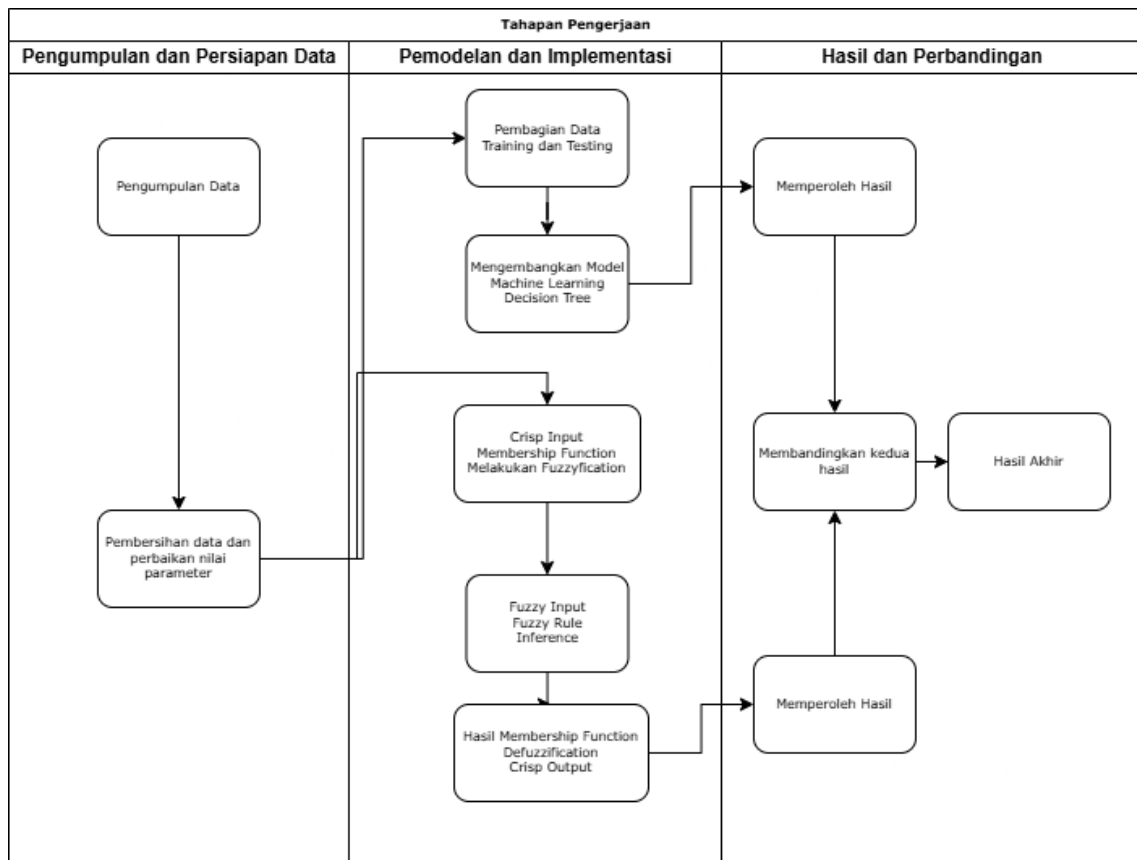 Tahapan Pengerjaan
Pengumpulan dan Persiapan Data
Pemodelan dan Implementasi
Hasil dan Perbandingan
Pengumpulan Data
Pembersihan data dan
perbaikan nilai
parameter
Pembagian Data
Training dan Testing
Mengembangkan Model
Machine Learning
Decision Tree
Crisp Input
Membership Function
Melakukan Fuzzyfication
Fuzzy Input
Fuzzy Rule
Inference
Hasil Membership Function
Defuzzification
Crisp Output
Memperoleh Hasil
Membandingkan kedua
hasil
Hasil Akhir
Memperoleh Hasil